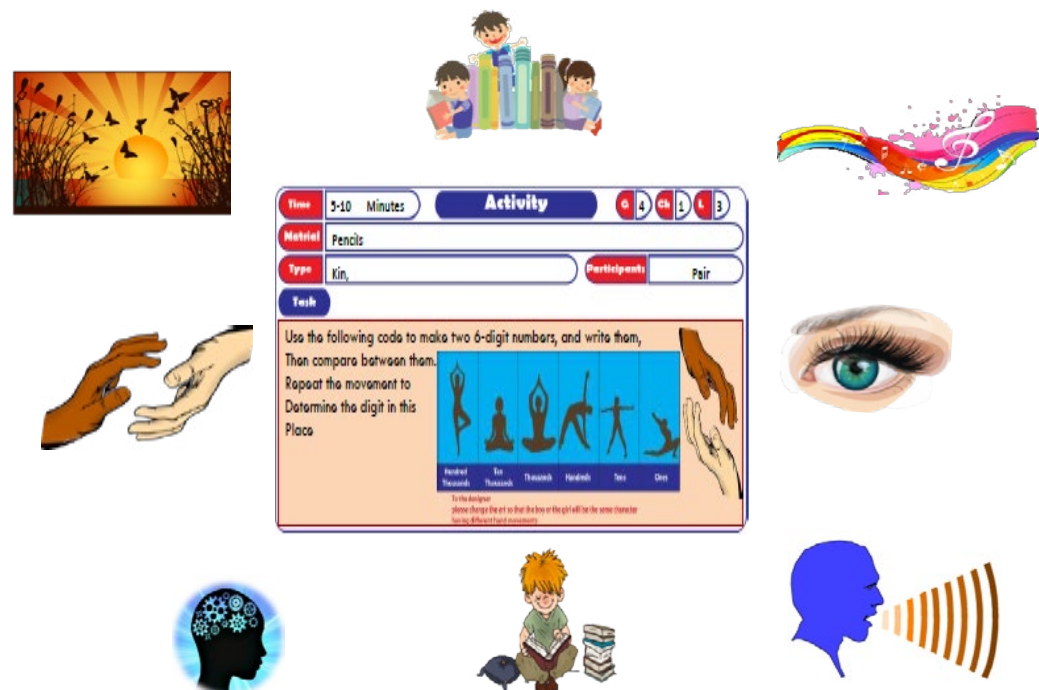 Time 5-10 Minutes Activity G 4 Ch 1 L 3
Matrial Pencils
Type Kin, Participants Pair
Task
Use the following code to make two 6-digit numbers, and write them,
Then compare between them.
Repeat the movement to
Determine the digit in this
Place
Hundred Thousands Ten Thousands Thousands Hundreds Tens Ones
To the designer
please change the art so that the boy or the girl will be the same character
having different hand movements